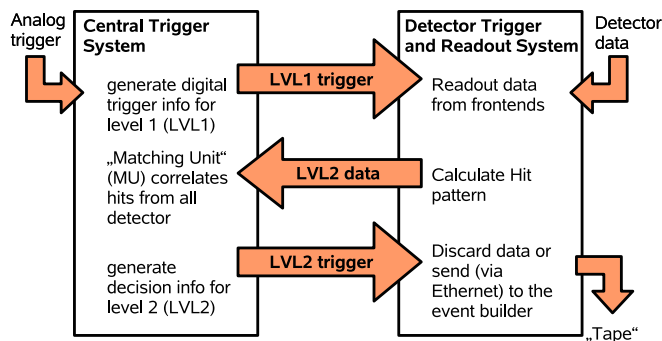 Analog
trigger
Central Trigger
System
generate digital
trigger info for
level 1 (LVL1)
„Matching Unit“
(MU) correlates
hits from all
detector
generate
decision info for
level 2 (LVL2)
LVL1 trigger
LVL2 data
LVL2 trigger
Detector Trigger
and Readout System
Readout data
from frontends
Calculate Hit
pattern
Discard data or
send (via
Ethernet) to the
event builder
Detector
data
„Tape“